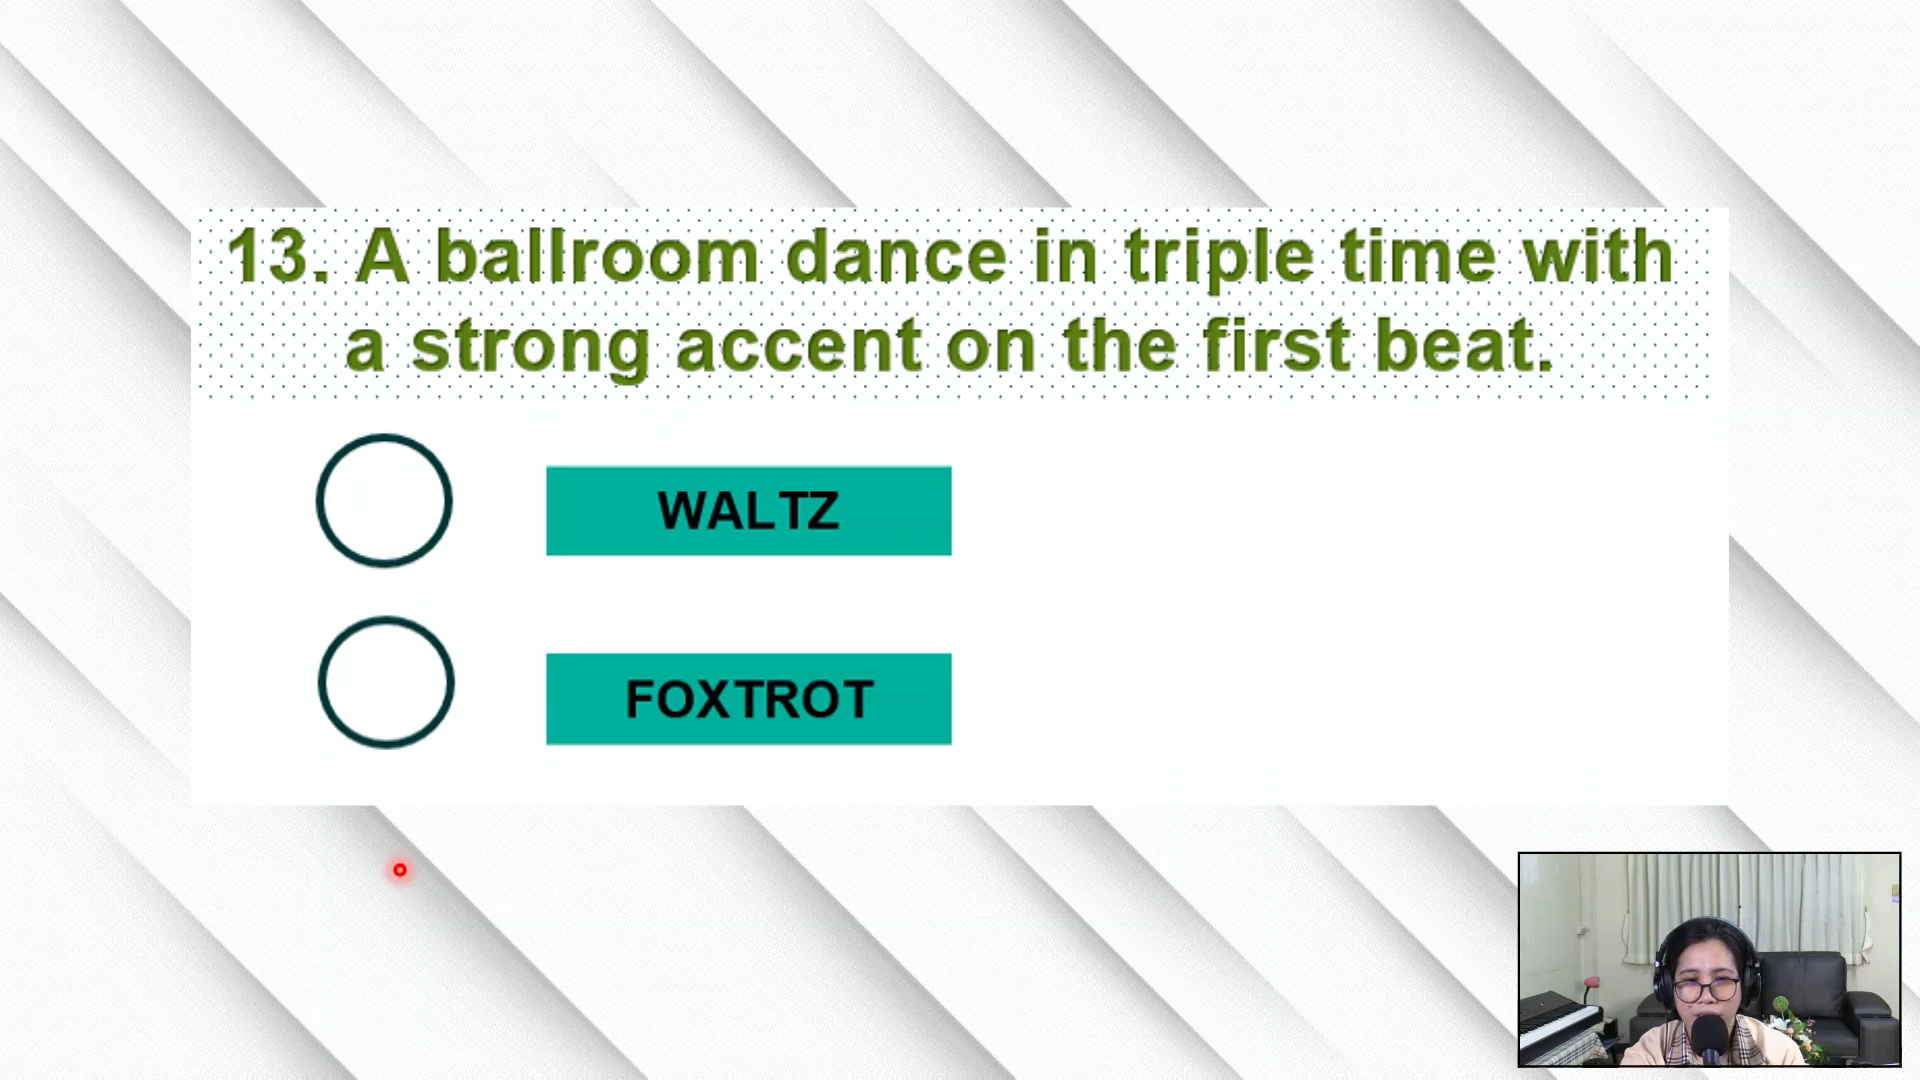 13. A ballroom dance in triple time with
a strong accent on the first beat.
WALTZ
FOXTROT